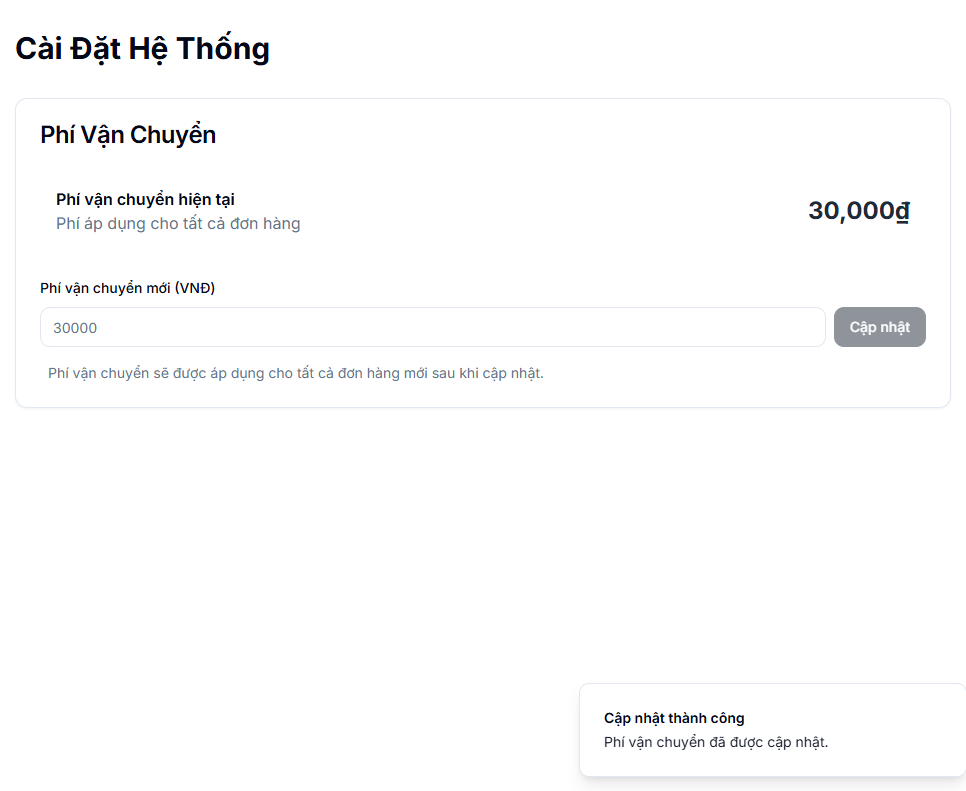 Cài Đặt Hệ Thống
Phí Vận Chuyển
Phí vận chuyển hiện tại
Phí áp dụng cho tất cả đơn hàng
30,000₫
Phí vận chuyển mới (VNĐ)
30000
Cập nhật
Phí vận chuyển sẽ được áp dụng cho tất cả đơn hàng mới sau khi cập nhật.
Cập nhật thành công
Phí vận chuyển đã được cập nhật.